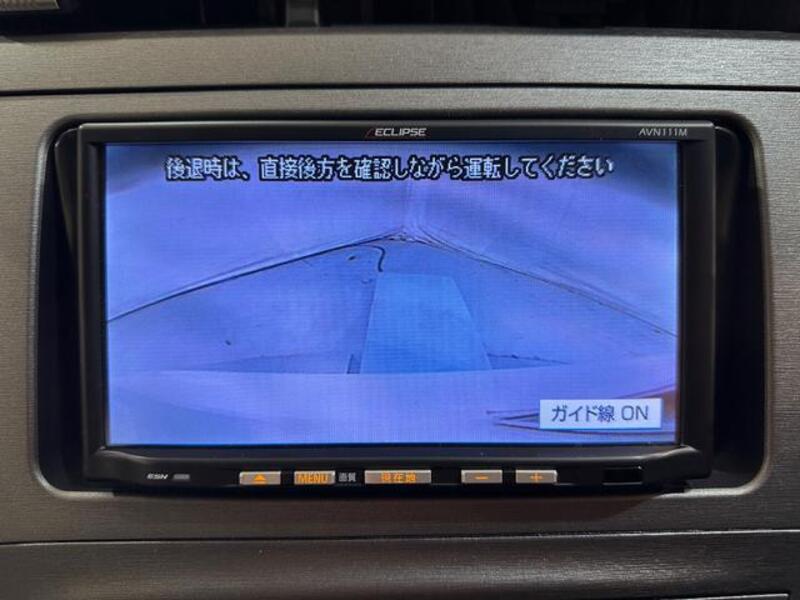 ECLIPSE
AVN111M
後退時は、直接後方を確認しながら運転してください
ガイド線 ON
ESN
MENU
画質
現在地